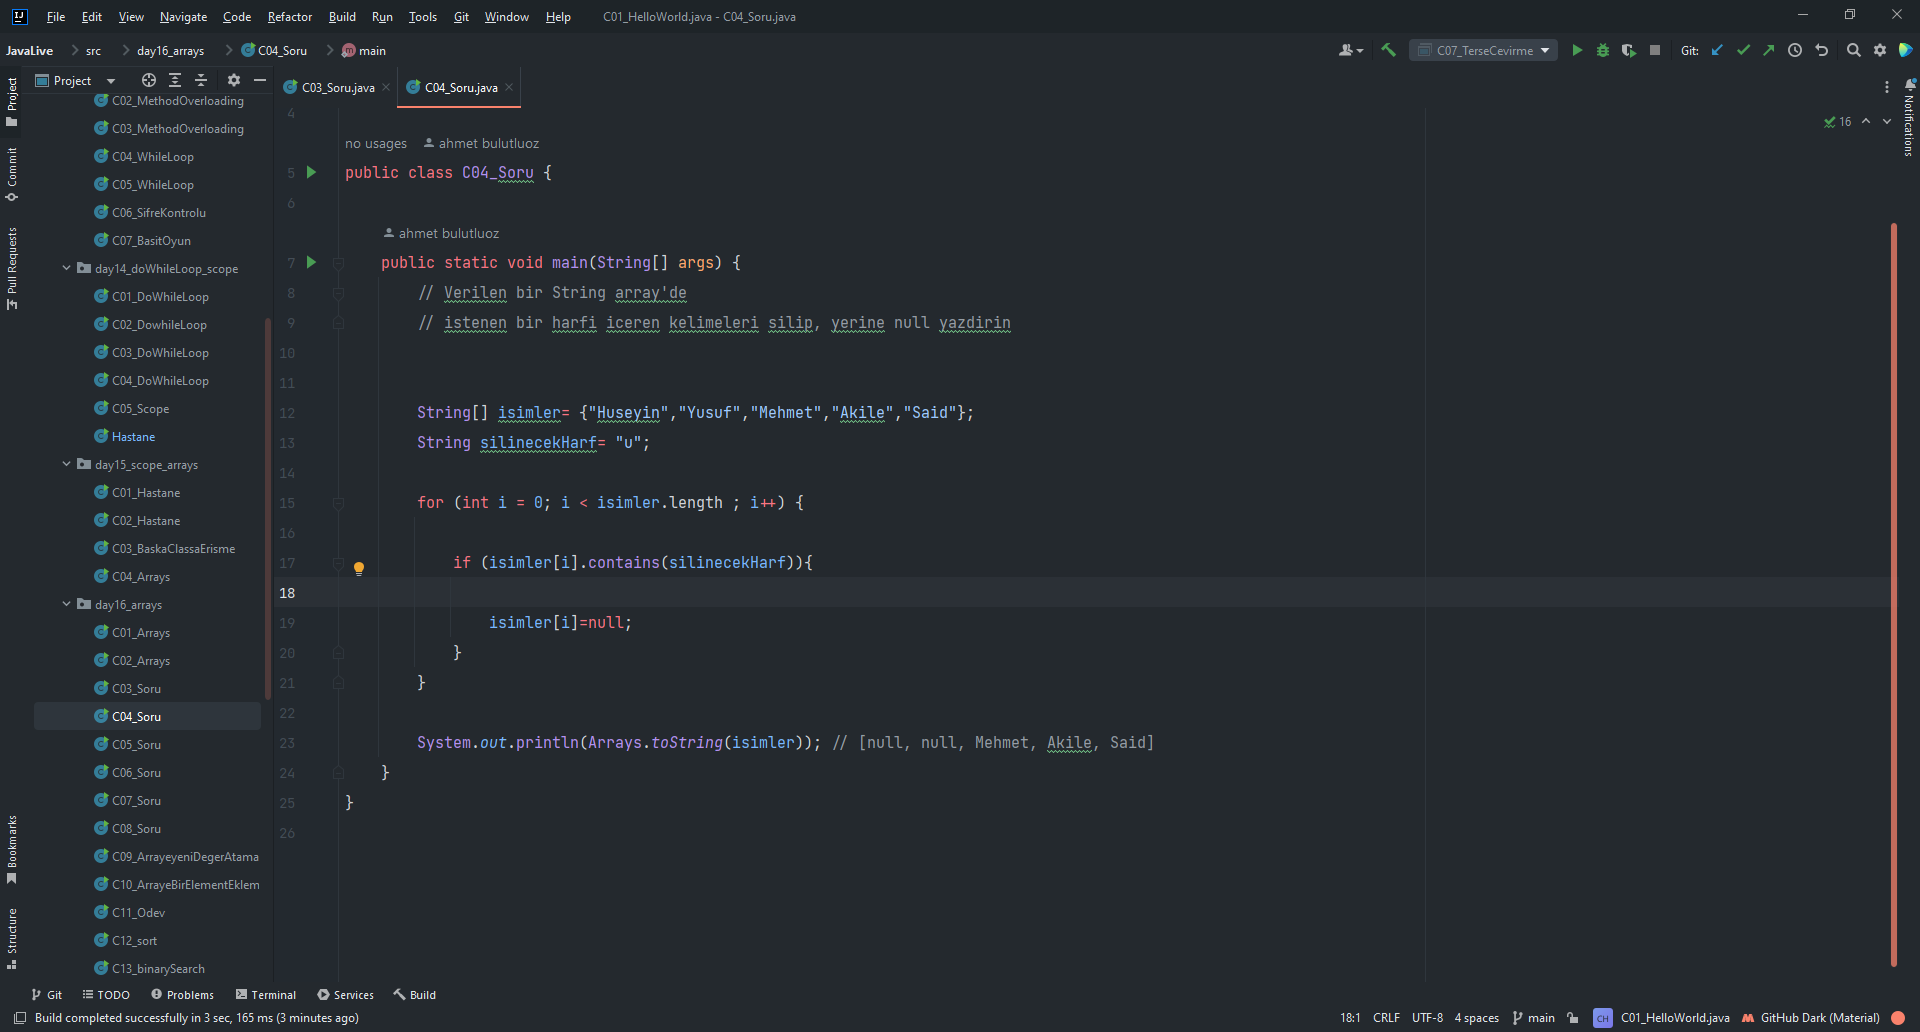 File Edit View Navigate Code Refactor Build Run Tools Git Window Help C01_HelloWorld.java - C04_Soru.java
JavaLive src day16_arrays C04_Soru main C07_TerseCevirme Git:
Project
C03_Soru.java C04_Soru.java
Project
Commit
Pull Requests
Bookmarks
Structure
Notifications
C02_MethodOverloading
C03_MethodOverloading
C04_WhileLoop
C05_WhileLoop
C06_SifreKontrolu
C07_BasitOyun
day14_doWhileLoop_scope
C01_DoWhileLoop
C02_DowhileLoop
C03_DoWhileLoop
C04_DoWhileLoop
C05_Scope
Hastane
day15_scope_arrays
C01_Hastane
C02_Hastane
C03_BaskaClassaErisme
C04_Arrays
day16_arrays
C01_Arrays
C02_Arrays
C03_Soru
C04_Soru
C05_Soru
C06_Soru
C07_Soru
C08_Soru
C09_ArrayeyeniDegerAtama
C10_ArrayeBirElementEklem
C11_Odev
C12_sort
C13_binarySearch
16
4
no usages ahmet bulutluoz
5 public class C04_Soru {
6
ahmet bulutluoz
7 public static void main(String[] args) {
8 // Verilen bir String array'de
9 // istenen bir harfi iceren kelimeleri silip, yerine null yazdirin
10
11
12 String[] isimler= {"Huseyin","Yusuf","Mehmet","Akile","Said"};
13 String silinecekHarf= "u";
14
15 for (int i = 0; i < isimler.length ; i++) {
16
17 if (isimler[i].contains(silinecekHarf)){
18
19 isimler[i]=null;
20 }
21 }
22
23 System.out.println(Arrays.toString(isimler)); // [null, null, Mehmet, Akile, Said]
24 }
25 }
26
Git TODO Problems Terminal Services Build
Build completed successfully in 3 sec, 165 ms (3 minutes ago) 18:1 CRLF UTF-8 4 spaces main CH C01_HelloWorld.java GitHub Dark (Material)